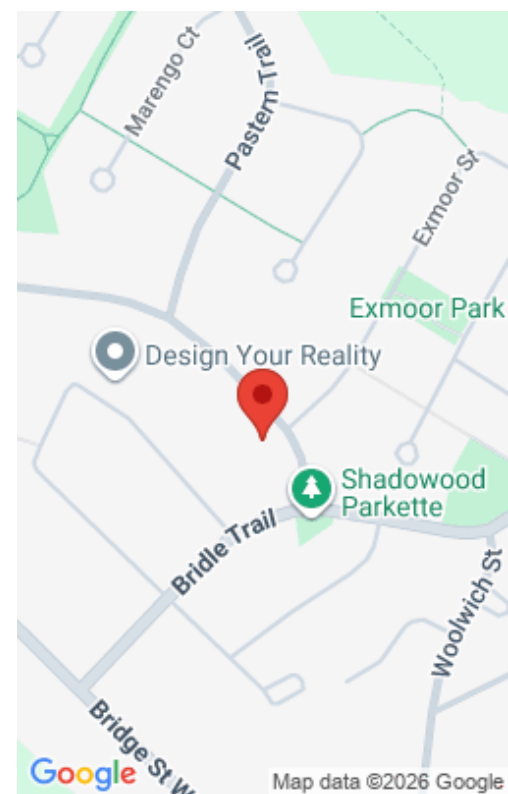 Marengo Ct
Pastern Trail
Exmoor St
Exmoor Park
Design Your Reality
Shadowood
Parkette
Bridle Trail
Woolwich St
Bridge St W
Google
Map data ©2026 Google